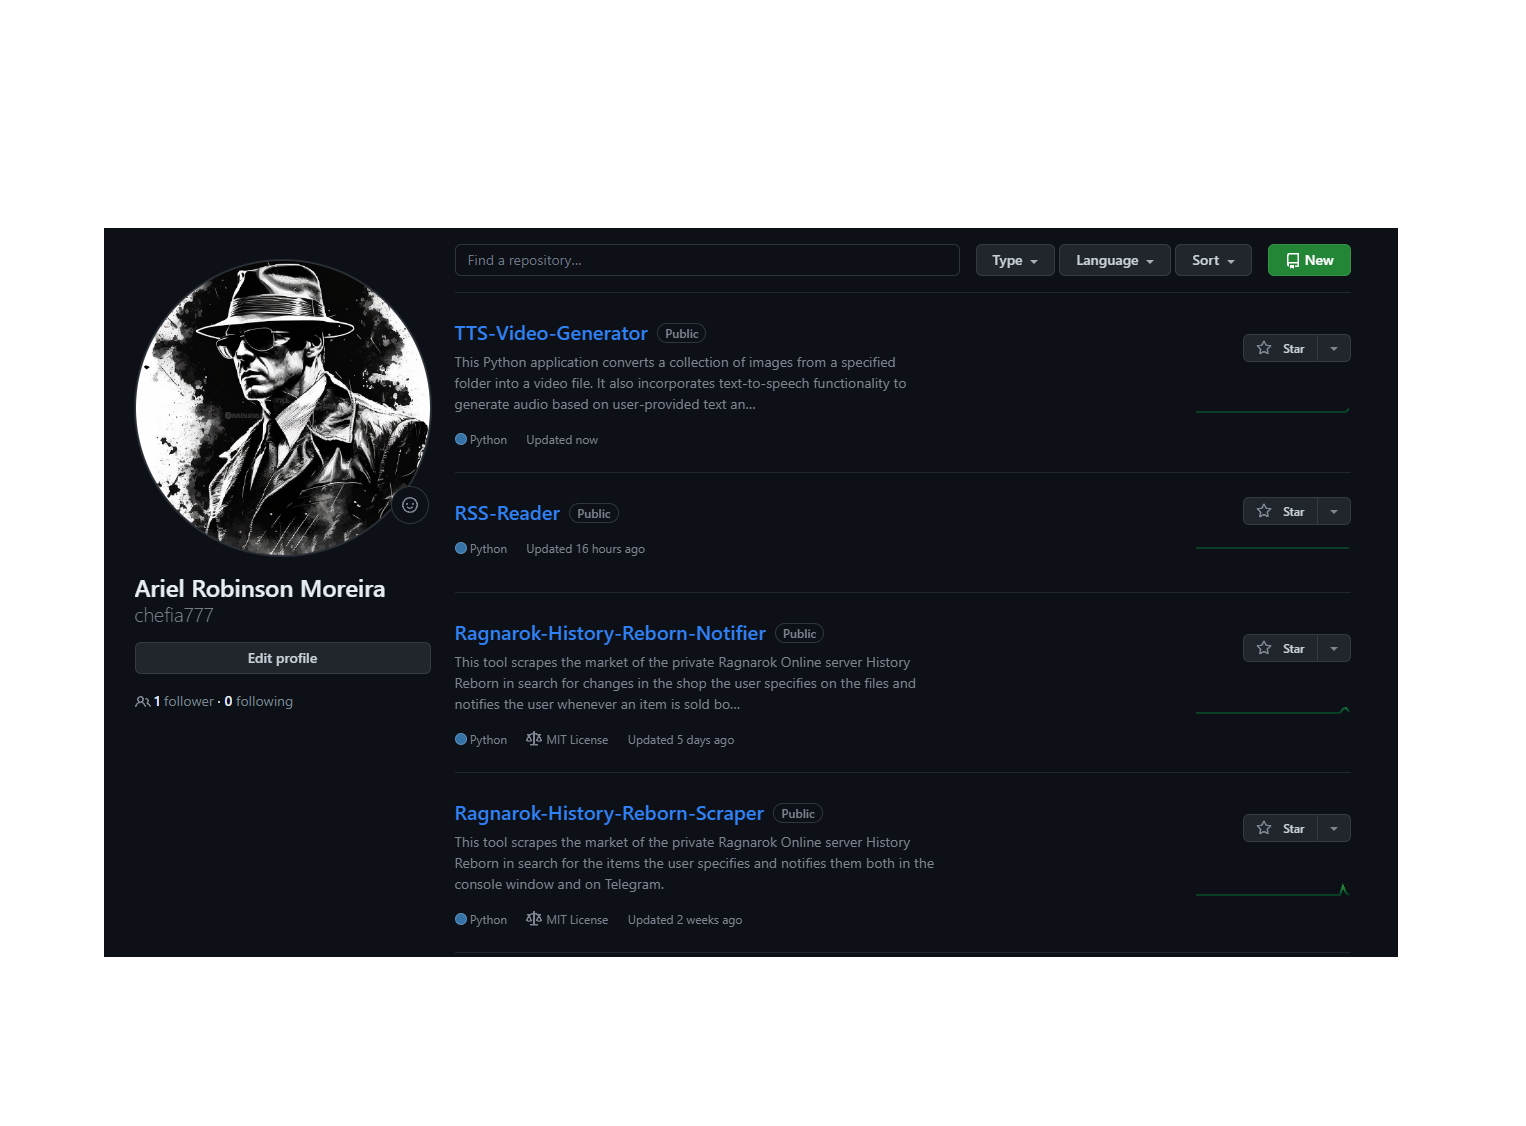 Find a repository...
Type
Language
Sort
New
TTS-Video-Generator Public
Star
This Python application converts a collection of images from a specified
folder into a video file. It also incorporates text-to-speech functionality to
generate audio based on user-provided text an...
Python Updated now
RSS-Reader Public
Star
Python Updated 16 hours ago
Ariel Robinson Moreira
chefia777
Edit profile
1 follower · 0 following
Ragnarok-History-Reborn-Notifier Public
Star
This tool scrapes the market of the private Ragnarok Online server History
Reborn in search for changes in the shop the user specifies on the files and
notifies the user whenever an item is sold bo...
Python MIT License Updated 5 days ago
Ragnarok-History-Reborn-Scraper Public
Star
This tool scrapes the market of the private Ragnarok Online server History
Reborn in search for the items the user specifies and notifies them both in the
console window and on Telegram.
Python MIT License Updated 2 weeks ago